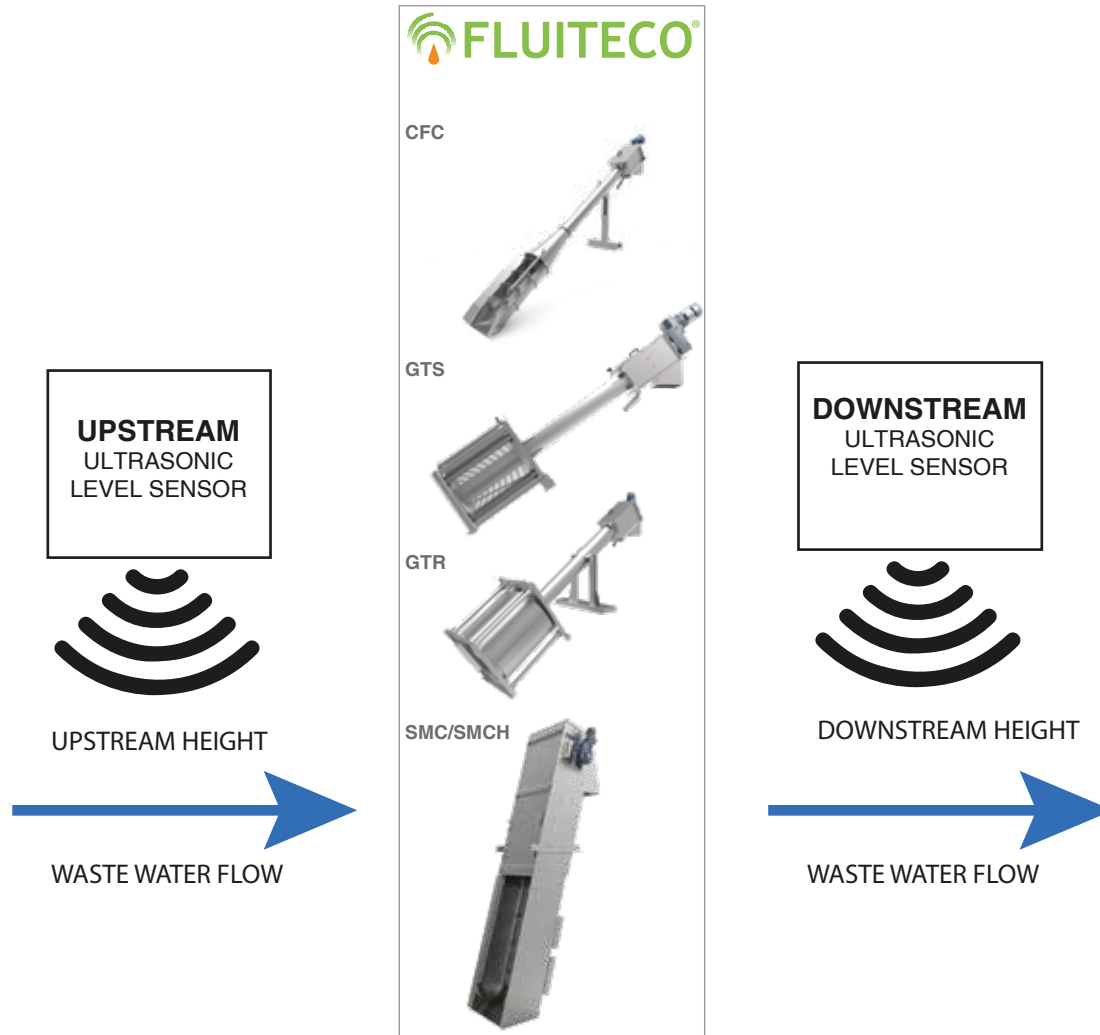 FLUITECO®
CFC
GTS
GTR
SMC/SMCH
UPSTREAM
ULTRASONIC
LEVEL SENSOR
UPSTREAM HEIGHT
WASTE WATER FLOW
DOWNSTREAM
ULTRASONIC
LEVEL SENSOR
DOWNSTREAM HEIGHT
WASTE WATER FLOW